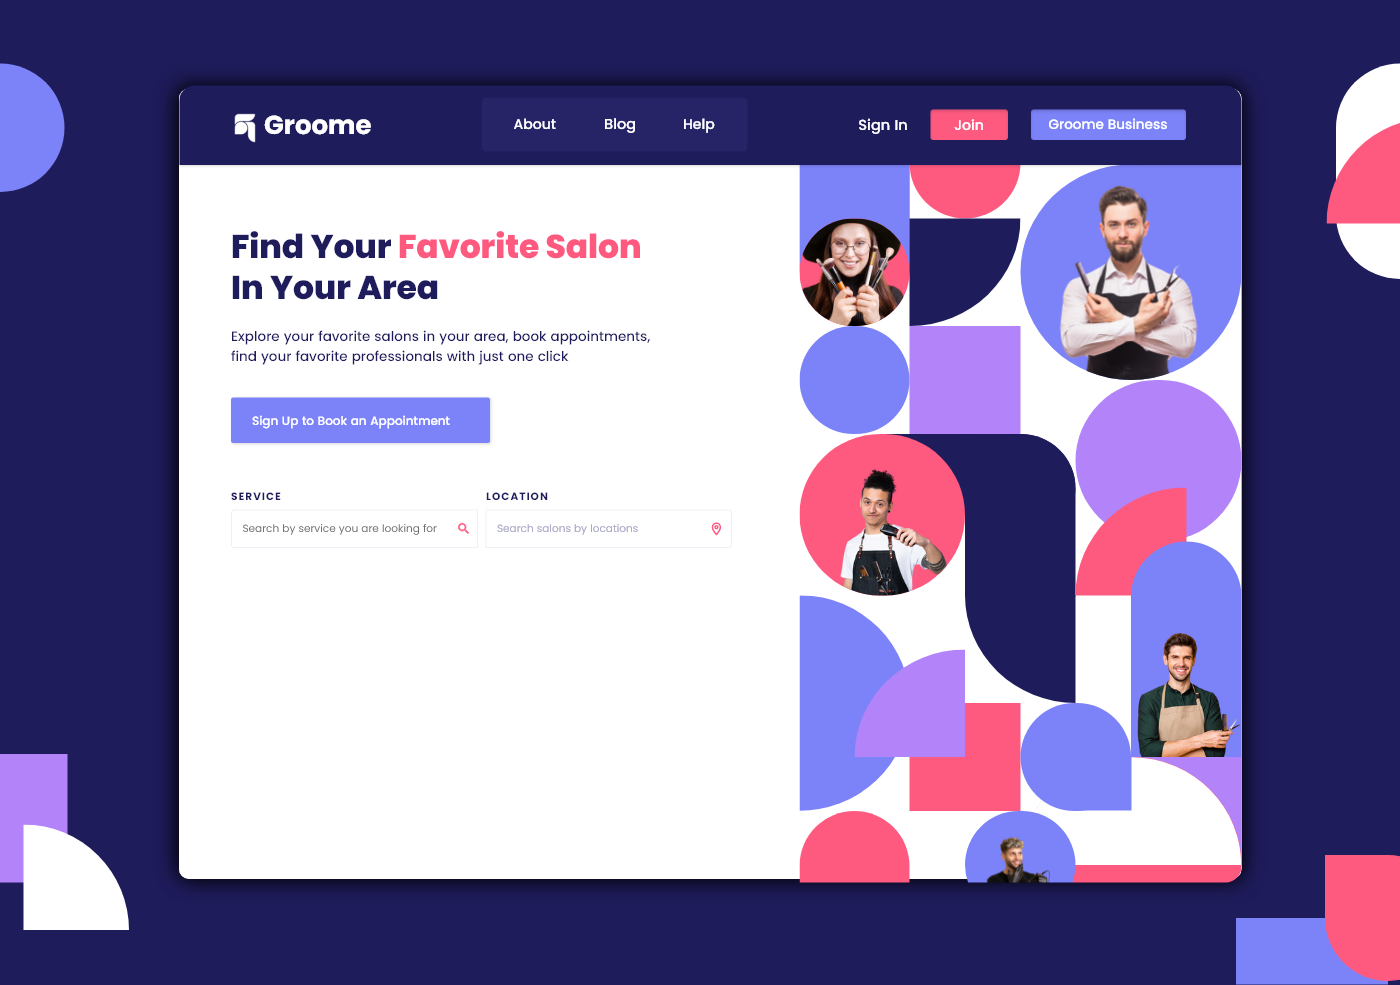 Groome
About Blog Help
Sign In Join Groome Business
Find Your Favorite Salon
In Your Area
Explore your favorite salons in your area, book appointments,
find your favorite professionals with just one click
Sign Up to Book an Appointment
SERVICE LOCATION
Search by service you are looking for Search salons by locations